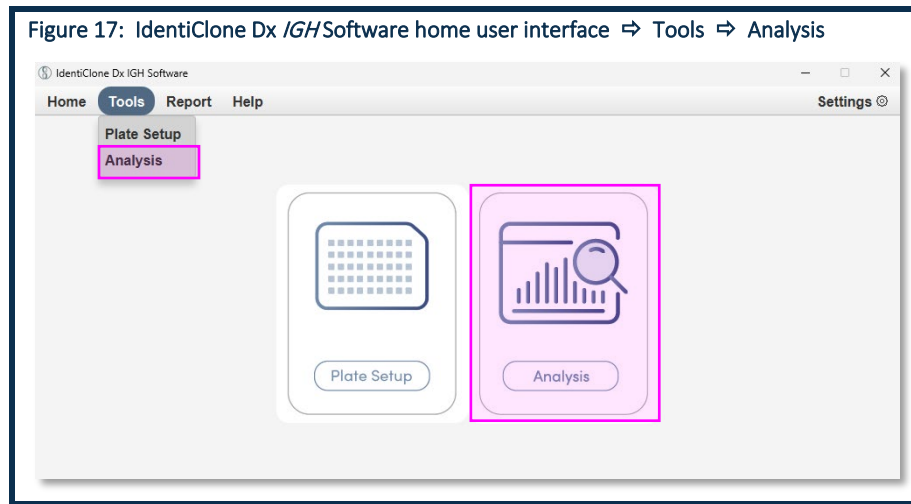 Figure 17: IdentiClone Dx IGH Software home user interface ⇨ Tools ⇨ Analysis
IdentiClone Dx IGH Software
Home Tools Report Help Settings
Plate Setup
Analysis
Plate Setup Analysis